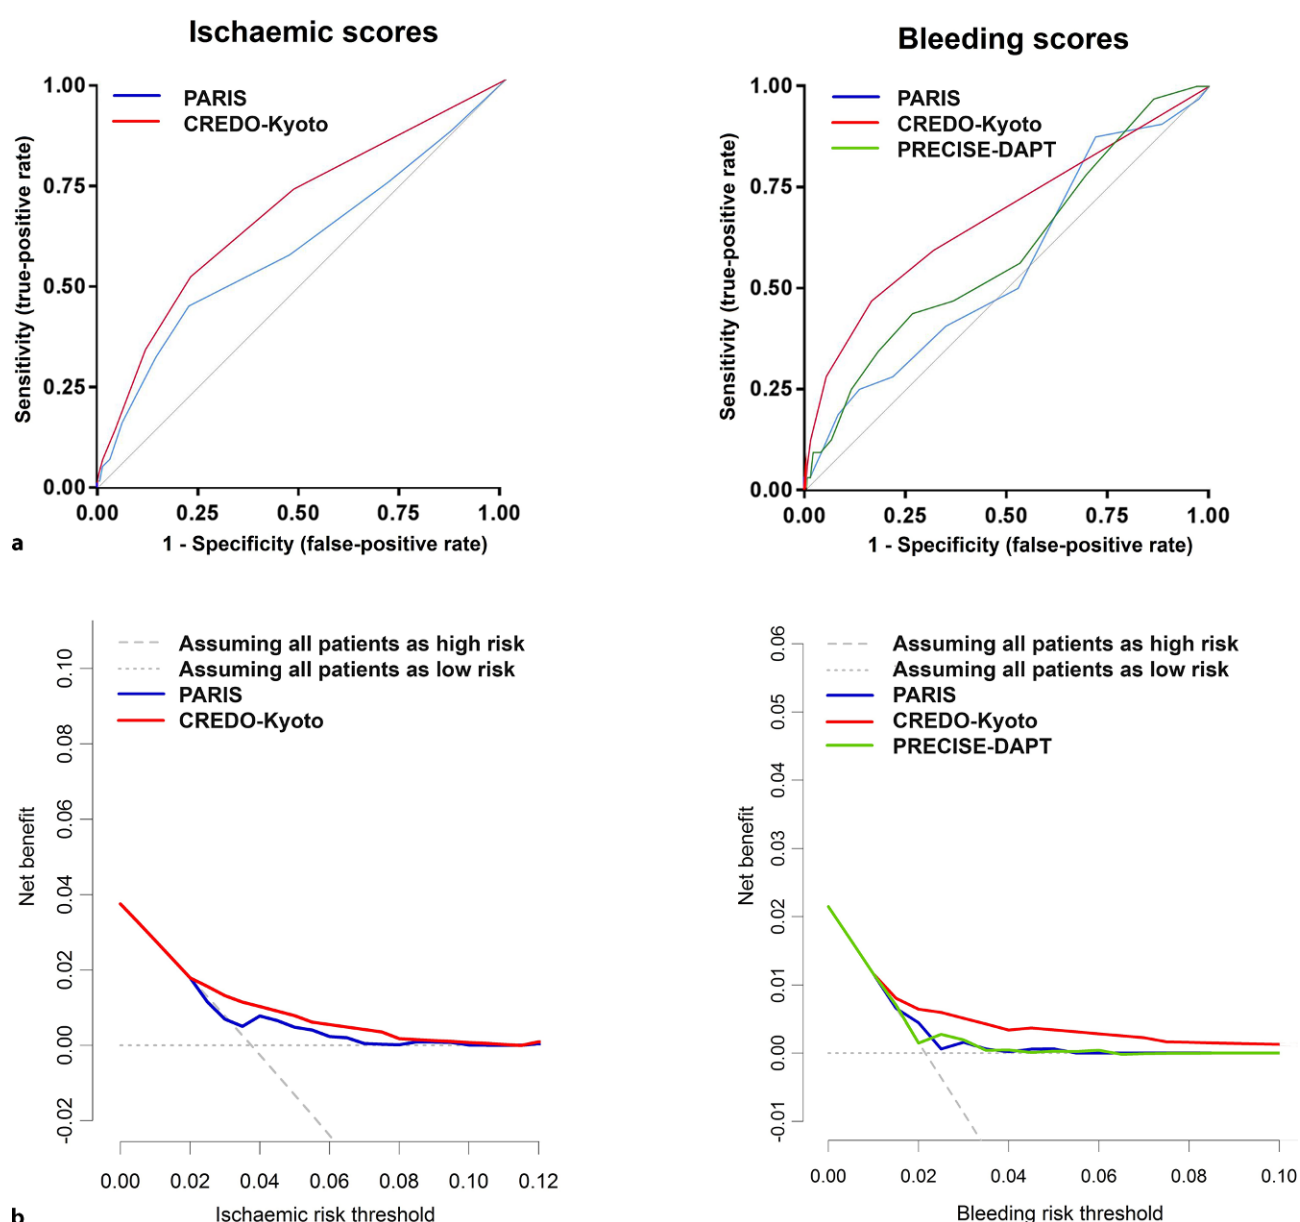 Ischaemic scores
1.00
0.75
0.50
0.25
0.00
Sensitivity (true-positive rate)
PARIS
CREDO-Kyoto
0.00 0.25 0.50 0.75 1.00
1 - Specificity (false-positive rate)
a
Bleeding scores
1.00
0.75
0.50
0.25
0.00
Sensitivity (true-positive rate)
PARIS
CREDO-Kyoto
PRECISE-DAPT
0.00 0.25 0.50 0.75 1.00
1 - Specificity (false-positive rate)
Assuming all patients as high risk
Assuming all patients as low risk
PARIS
CREDO-Kyoto
0.10
0.08
0.06
0.04
0.02
0.00
-0.02
Net benefit
0.00 0.02 0.04 0.06 0.08 0.10 0.12
Ischaemic risk threshold
b
Assuming all patients as high risk
Assuming all patients as low risk
PARIS
CREDO-Kyoto
PRECISE-DAPT
0.06
0.05
0.04
0.03
0.02
0.01
0.00
-0.01
Net benefit
0.00 0.02 0.04 0.06 0.08 0.10
Bleeding risk threshold